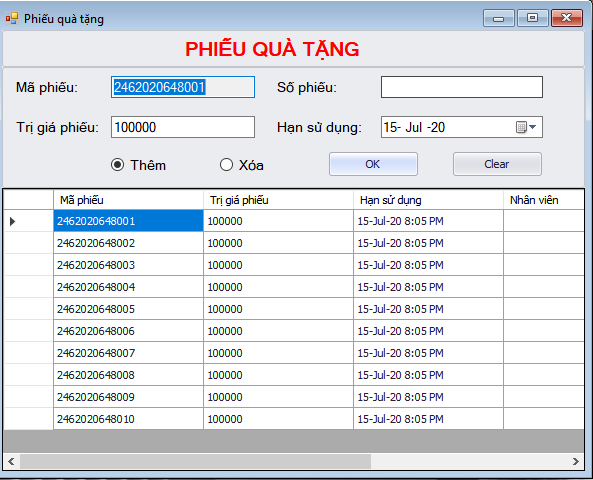 Phiếu quà tặng
PHIẾU QUÀ TẶNG
Mã phiếu: 2462020648001 Số phiếu:
Trị giá phiếu: 100000 Hạn sử dụng: 15- Jul -20
Thêm Xóa OK Clear
Mã phiếu Trị giá phiếu Hạn sử dụng Nhân viên
2462020648001 100000 15-Jul-20 8:05 PM
2462020648002 100000 15-Jul-20 8:05 PM
2462020648003 100000 15-Jul-20 8:05 PM
2462020648004 100000 15-Jul-20 8:05 PM
2462020648005 100000 15-Jul-20 8:05 PM
2462020648006 100000 15-Jul-20 8:05 PM
2462020648007 100000 15-Jul-20 8:05 PM
2462020648008 100000 15-Jul-20 8:05 PM
2462020648009 100000 15-Jul-20 8:05 PM
2462020648010 100000 15-Jul-20 8:05 PM